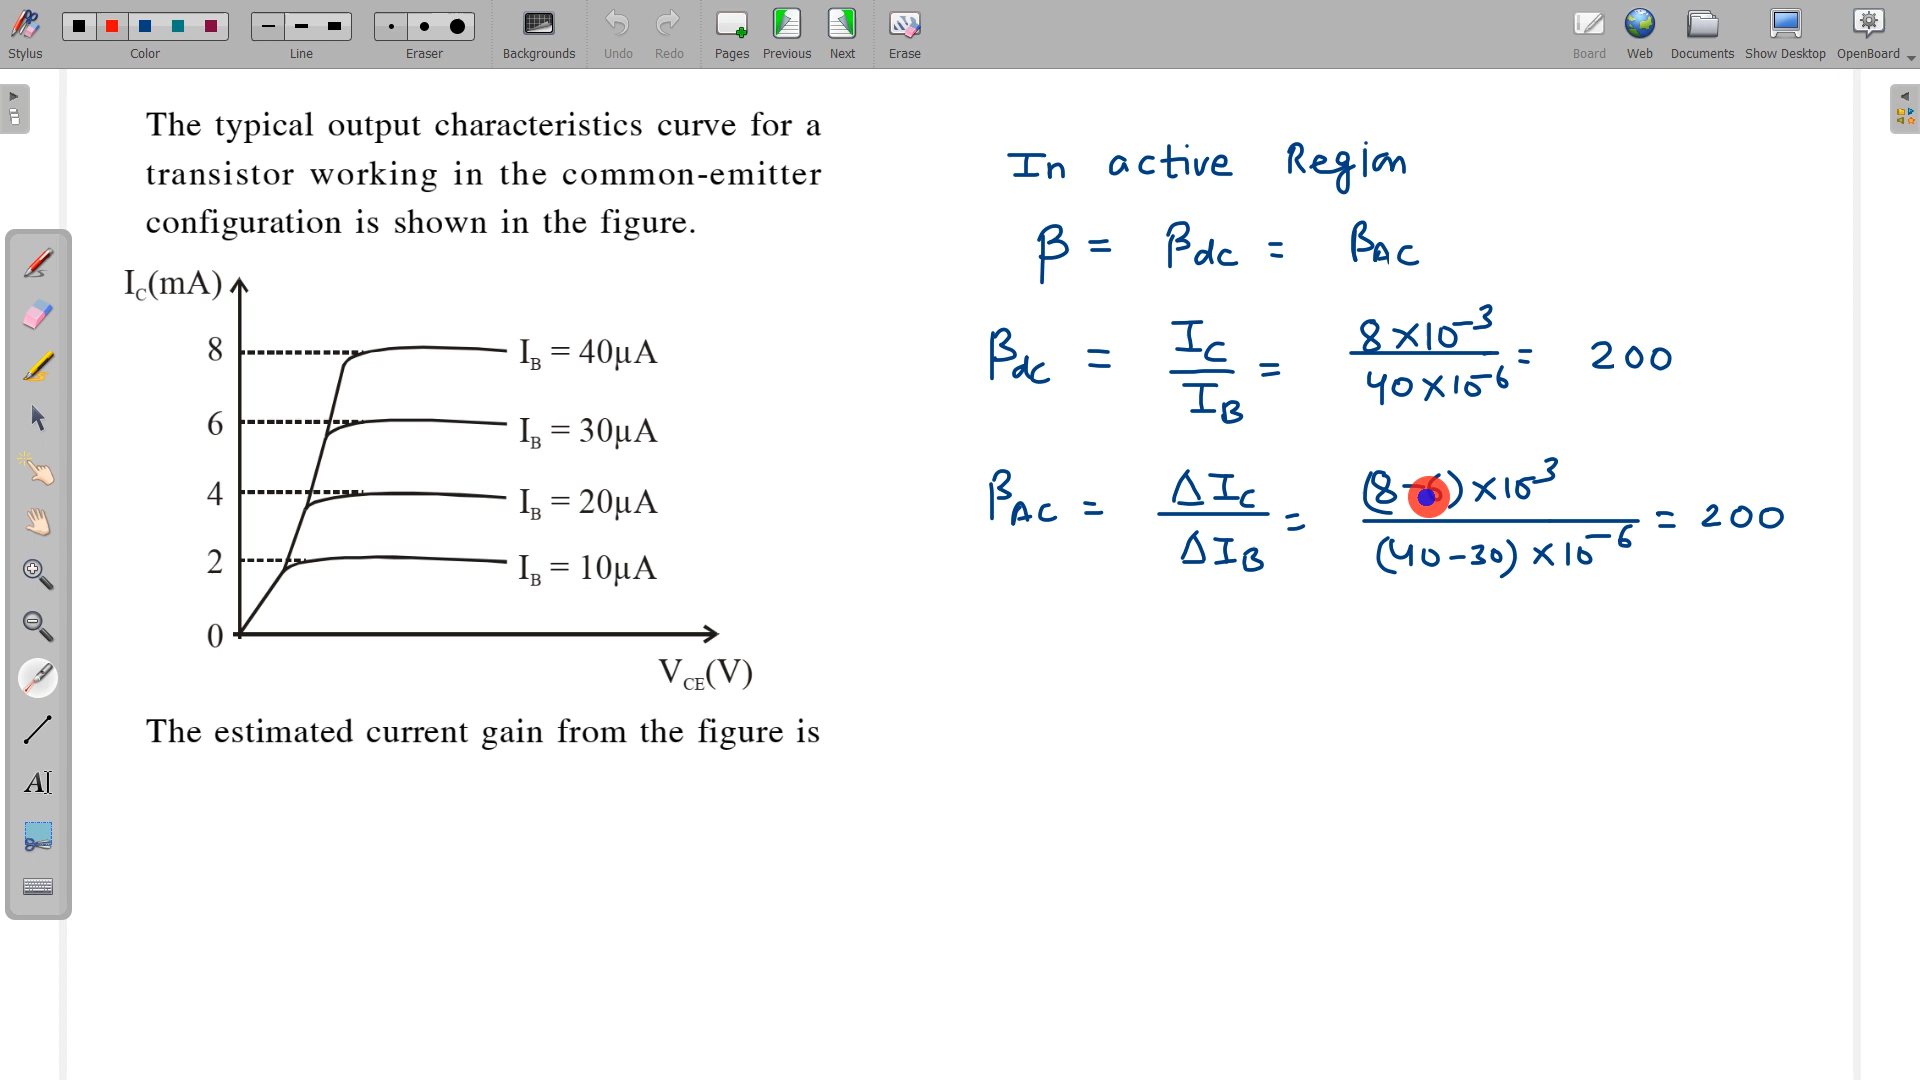 Stylus
Color
Line
Eraser
Backgrounds
Undo
Redo
Pages
Previous
Next
Erase
Board
Web
Documents
Show Desktop
OpenBoard
The typical output characteristics curve for a
transistor working in the common-emitter
configuration is shown in the figure.
I_C(mA)
8
I_B = 40μA
6
I_B = 30μA
4
I_B = 20μA
2
I_B = 10μA
0
V_CE(V)
The estimated current gain from the figure is
In active Region
β = β_dc = β_AC
β_dc = I_C / I_B = 8×10^-3 / 40×10^-6 = 200
β_AC = ΔI_C / ΔI_B = (8-6)×10^-3 / (40-30)×10^-6 = 200
AI